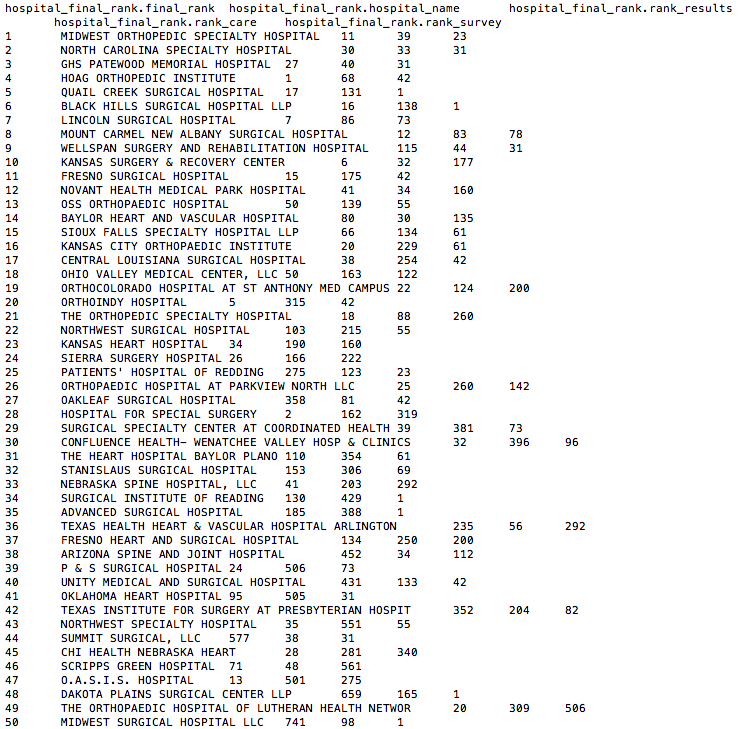 hospital_final_rank.final_rank hospital_final_rank.hospital_name hospital_final_rank.rank_results
hospital_final_rank.rank_care hospital_final_rank.rank_survey
1 MIDWEST ORTHOPEDIC SPECIALTY HOSPITAL 11 39 23
2 NORTH CAROLINA SPECIALTY HOSPITAL 30 33 31
3 GHS PATEWOOD MEMORIAL HOSPITAL 27 40 31
4 HOAG ORTHOPEDIC INSTITUTE 1 68 42
5 QUAIL CREEK SURGICAL HOSPITAL 17 131 1
6 BLACK HILLS SURGICAL HOSPITAL LLP 16 138 1
7 LINCOLN SURGICAL HOSPITAL 7 86 73
8 MOUNT CARMEL NEW ALBANY SURGICAL HOSPITAL 12 83 78
9 WELLSPAN SURGERY AND REHABILITATION HOSPITAL 115 44 31
10 KANSAS SURGERY & RECOVERY CENTER 6 32 177
11 FRESNO SURGICAL HOSPITAL 15 175 42
12 NOVANT HEALTH MEDICAL PARK HOSPITAL 41 34 160
13 OSS ORTHOPAEDIC HOSPITAL 50 139 55
14 BAYLOR HEART AND VASCULAR HOSPITAL 80 30 135
15 SIOUX FALLS SPECIALTY HOSPITAL LLP 66 134 61
16 KANSAS CITY ORTHOPAEDIC INSTITUTE 20 229 61
17 CENTRAL LOUISIANA SURGICAL HOSPITAL 38 254 42
18 OHIO VALLEY MEDICAL CENTER, LLC 50 163 122
19 ORTHOCOLORADO HOSPITAL AT ST ANTHONY MED CAMPUS 22 124 200
20 ORTHOINDY HOSPITAL 5 315 42
21 THE ORTHOPEDIC SPECIALTY HOSPITAL 18 88 260
22 NORTHWEST SURGICAL HOSPITAL 103 215 55
23 KANSAS HEART HOSPITAL 34 190 160
24 SIERRA SURGERY HOSPITAL 26 166 222
25 PATIENTS' HOSPITAL OF REDDING 275 123 23
26 ORTHOPAEDIC HOSPITAL AT PARKVIEW NORTH LLC 25 260 142
27 OAKLEAF SURGICAL HOSPITAL 358 81 42
28 HOSPITAL FOR SPECIAL SURGERY 2 162 319
29 SURGICAL SPECIALTY CENTER AT COORDINATED HEALTH 39 381 73
30 CONFLUENCE HEALTH- WENATCHEE VALLEY HOSP & CLINICS 32 396 96
31 THE HEART HOSPITAL BAYLOR PLANO 110 354 61
32 STANISLAUS SURGICAL HOSPITAL 153 306 69
33 NEBRASKA SPINE HOSPITAL, LLC 41 203 292
34 SURGICAL INSTITUTE OF READING 130 429 1
35 ADVANCED SURGICAL HOSPITAL 185 388 1
36 TEXAS HEALTH HEART & VASCULAR HOSPITAL ARLINGTON 235 56 292
37 FRESNO HEART AND SURGICAL HOSPITAL 134 250 200
38 ARIZONA SPINE AND JOINT HOSPITAL 452 34 112
39 P & S SURGICAL HOSPITAL 24 506 73
40 UNITY MEDICAL AND SURGICAL HOSPITAL 431 133 42
41 OKLAHOMA HEART HOSPITAL 95 505 31
42 TEXAS INSTITUTE FOR SURGERY AT PRESBYTERIAN HOSPIT 352 204 82
43 NORTHWEST SPECIALTY HOSPITAL 35 551 55
44 SUMMIT SURGICAL, LLC 577 38 31
45 CHI HEALTH NEBRASKA HEART 28 281 340
46 SCRIPPS GREEN HOSPITAL 71 48 561
47 O.A.S.I.S. HOSPITAL 13 501 275
48 DAKOTA PLAINS SURGICAL CENTER LLP 659 165 1
49 THE ORTHOPAEDIC HOSPITAL OF LUTHERAN HEALTH NETWOR 20 309 506
50 MIDWEST SURGICAL HOSPITAL LLC 741 98 1